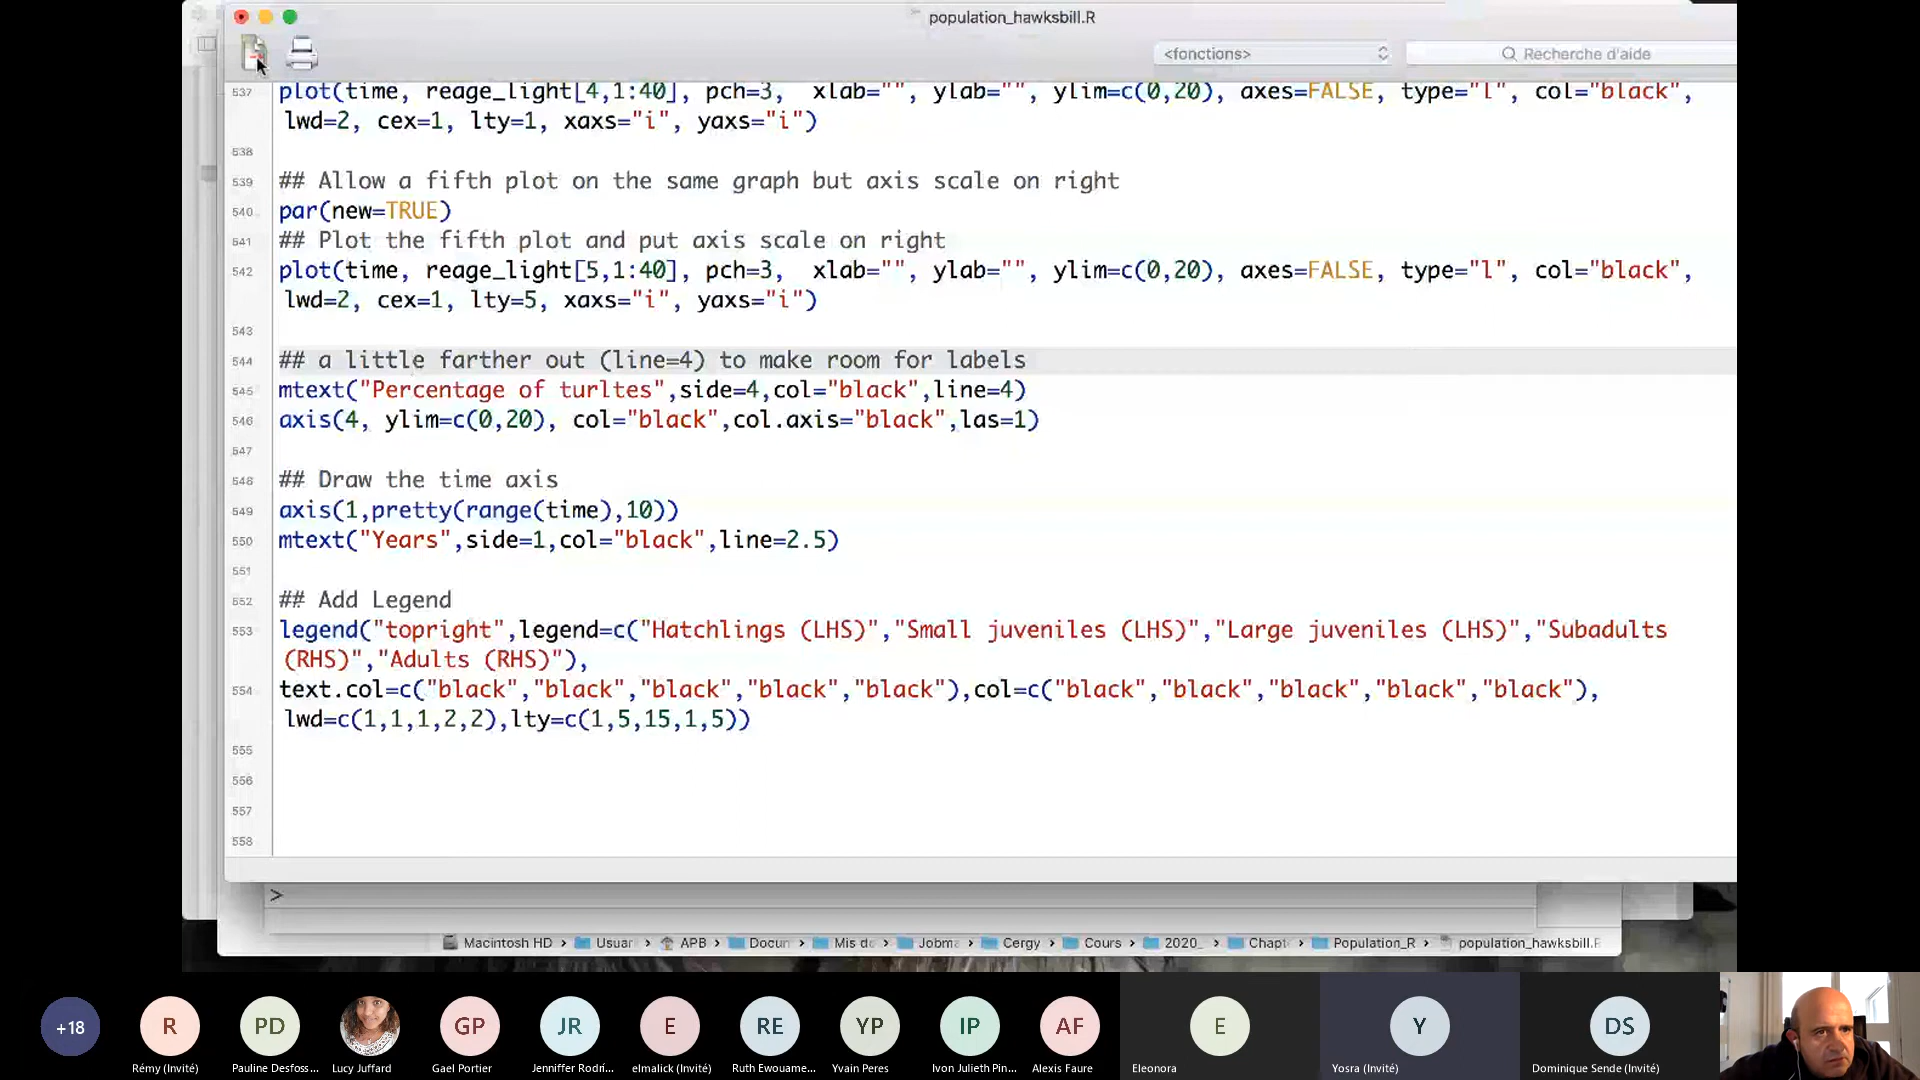 population_hawksbill.R
<fonctions>
Recherche d'aide
537 plot(time, reage_light[4,1:40], pch=3,  xlab="", ylab="", ylim=c(0,20), axes=FALSE, type="l", col="black",
lwd=2, cex=1, lty=1, xaxs="i", yaxs="i")
538
539 ## Allow a fifth plot on the same graph but axis scale on right
540 par(new=TRUE)
541 ## Plot the fifth plot and put axis scale on right
542 plot(time, reage_light[5,1:40], pch=3,  xlab="", ylab="", ylim=c(0,20), axes=FALSE, type="l", col="black",
lwd=2, cex=1, lty=5, xaxs="i", yaxs="i")
543
544 ## a little farther out (line=4) to make room for labels
545 mtext("Percentage of turltes",side=4,col="black",line=4)
546 axis(4, ylim=c(0,20), col="black",col.axis="black",las=1)
547
548 ## Draw the time axis
549 axis(1,pretty(range(time),10))
550 mtext("Years",side=1,col="black",line=2.5)
551
552 ## Add Legend
553 legend("topright",legend=c("Hatchlings (LHS)","Small juveniles (LHS)","Large juveniles (LHS)","Subadults
(RHS)","Adults (RHS)"),
554 text.col=c("black","black","black","black","black"),col=c("black","black","black","black","black"),
lwd=c(1,1,1,2,2),lty=c(1,5,15,1,5))
555
556
557
558
>
Macintosh HD › Usuar › APB › Docun › Mis do › Jobma › Cergy › Cours › 2020_ › Chapt › Population_R › population_hawksbill.R
+18 R PD GP JR E RE YP IP AF E Y DS
Rémy (Invité) Pauline Desfoss... Lucy Juffard Gael Portier Jenniffer Rodrí... elmalick (Invité) Ruth Ewouame... Yvain Peres Ivon Julieth Pin... Alexis Faure Eleonora Yosra (Invité) Dominique Sende (Invité)